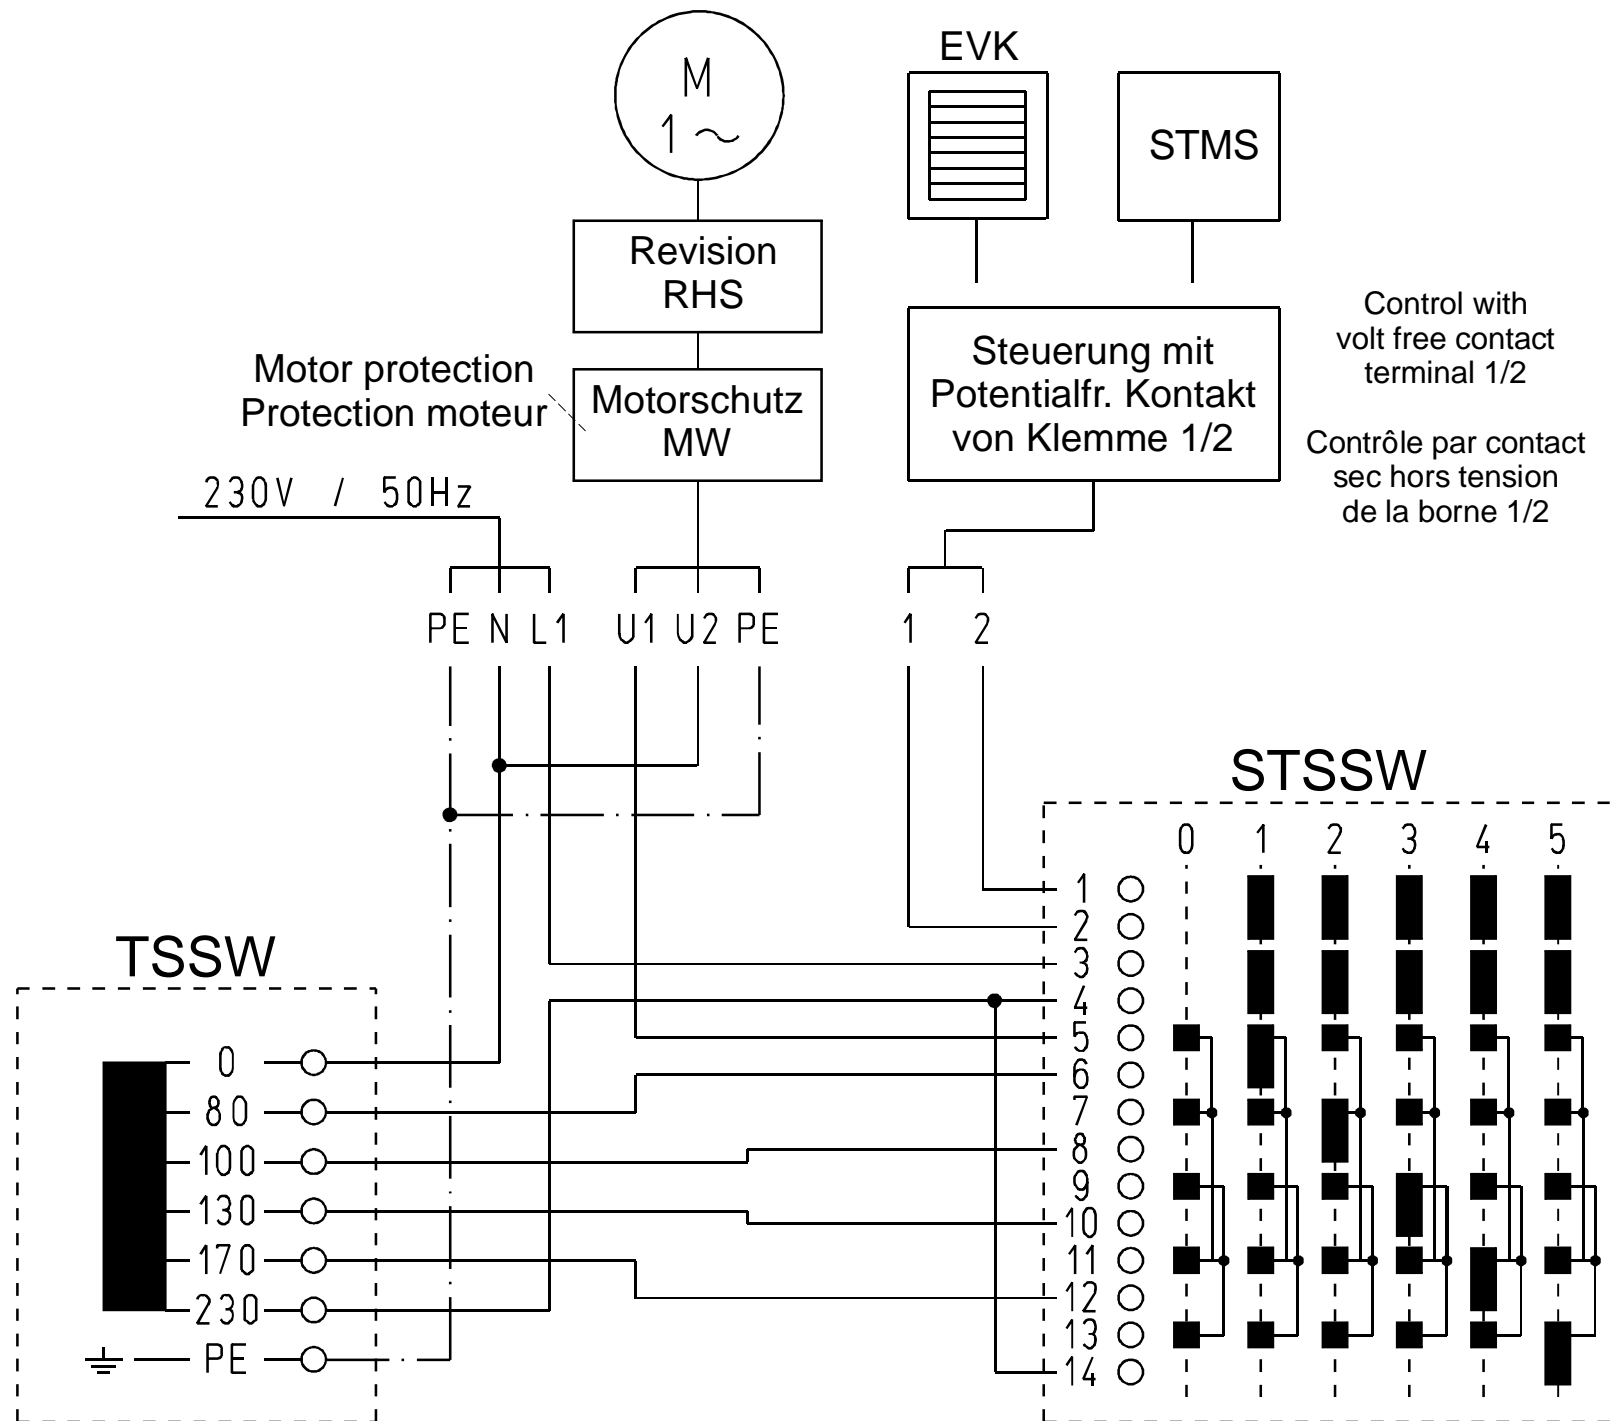 M
1 ~
EVK
STMS
Revision
RHS
Motor protection
Protection moteur
Motorschutz
MW
Steuerung mit
Potentialfr. Kontakt
von Klemme 1/2
Control with
volt free contact
terminal 1/2
Contrôle par contact
sec hors tension
de la borne 1/2
230V / 50Hz
PE N L1 U1 U2 PE 1 2
STSSW
0 1 2 3 4 5
1
2
3
4
5
6
7
8
9
10
11
12
13
14
TSSW
0
80
100
130
170
230
PE